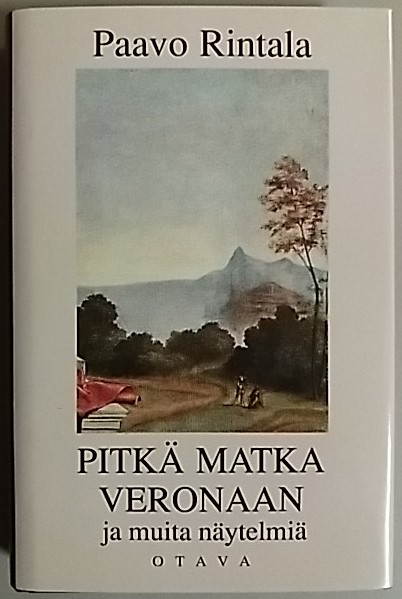 Paavo Rintala
PITKÄ MATKA
VERONAAN
ja muita näytelmiä
OTAVA